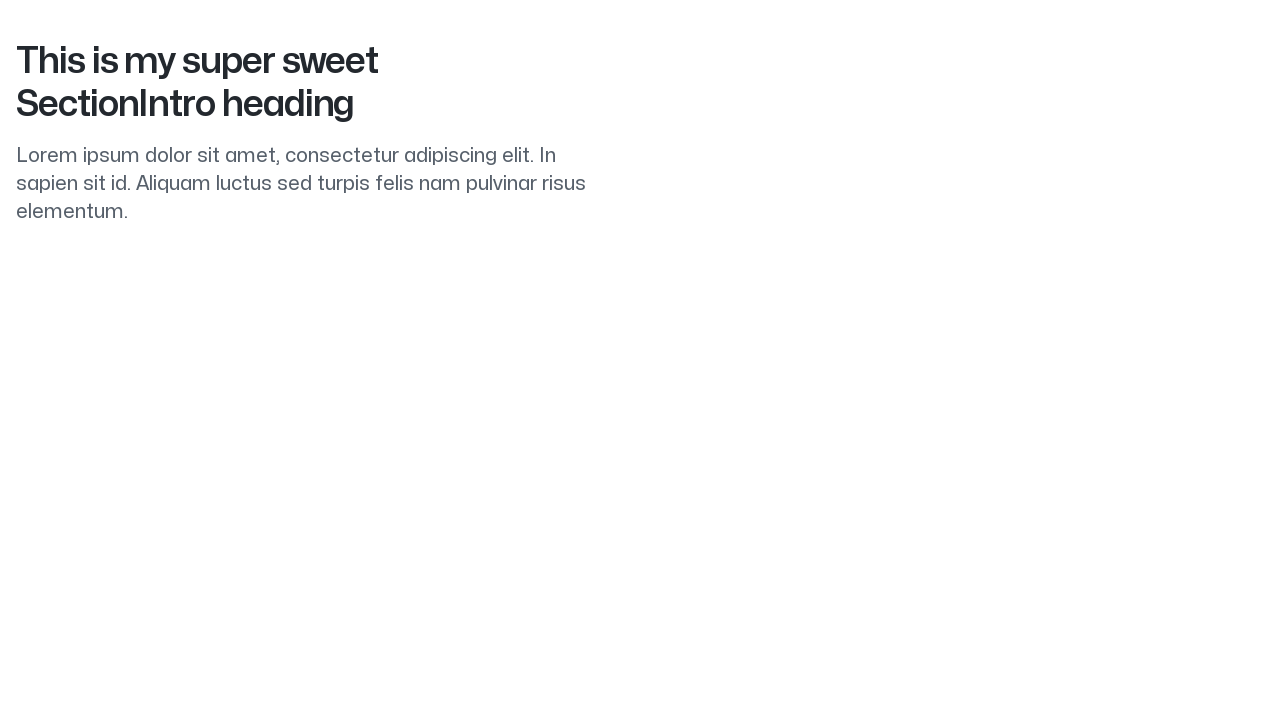 This is my super sweet
SectionIntro heading
Lorem ipsum dolor sit amet, consectetur adipiscing elit. In
sapien sit id. Aliquam luctus sed turpis felis nam pulvinar risus
elementum.